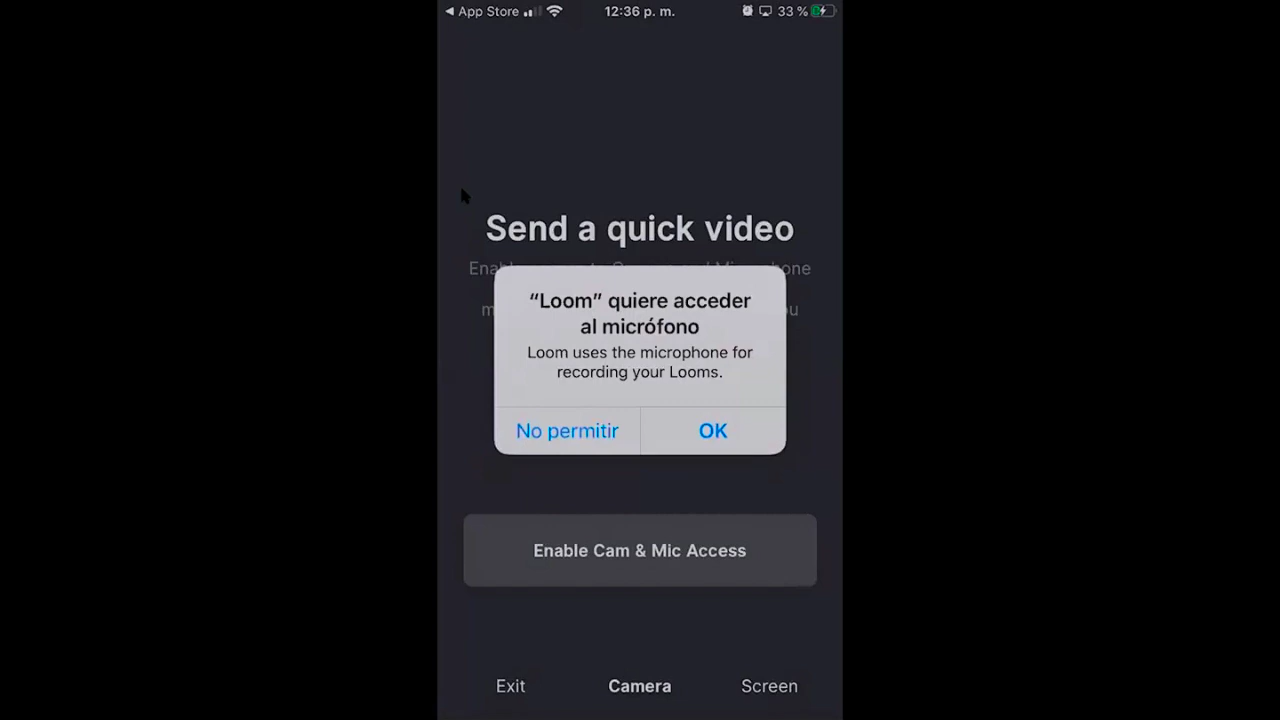 ◀ App Store 12:36 p. m. 33 %
Send a quick video
“Loom” quiere acceder
al micrófono
Loom uses the microphone for
recording your Looms.
No permitir OK
Enable Cam & Mic Access
Exit Camera Screen